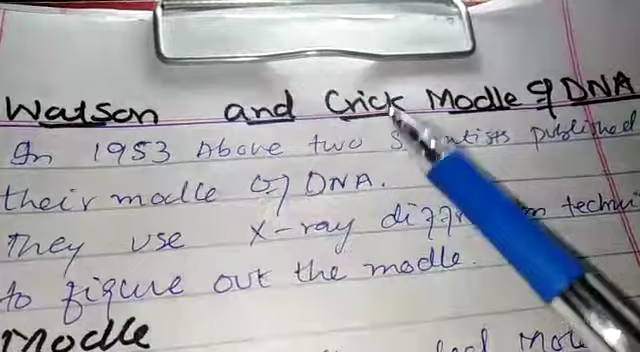 Watson and Crick Modle of DNA
In 1953 Above two published
their modle of DNA.
They use X-ray
to figure out the modle.
Modle